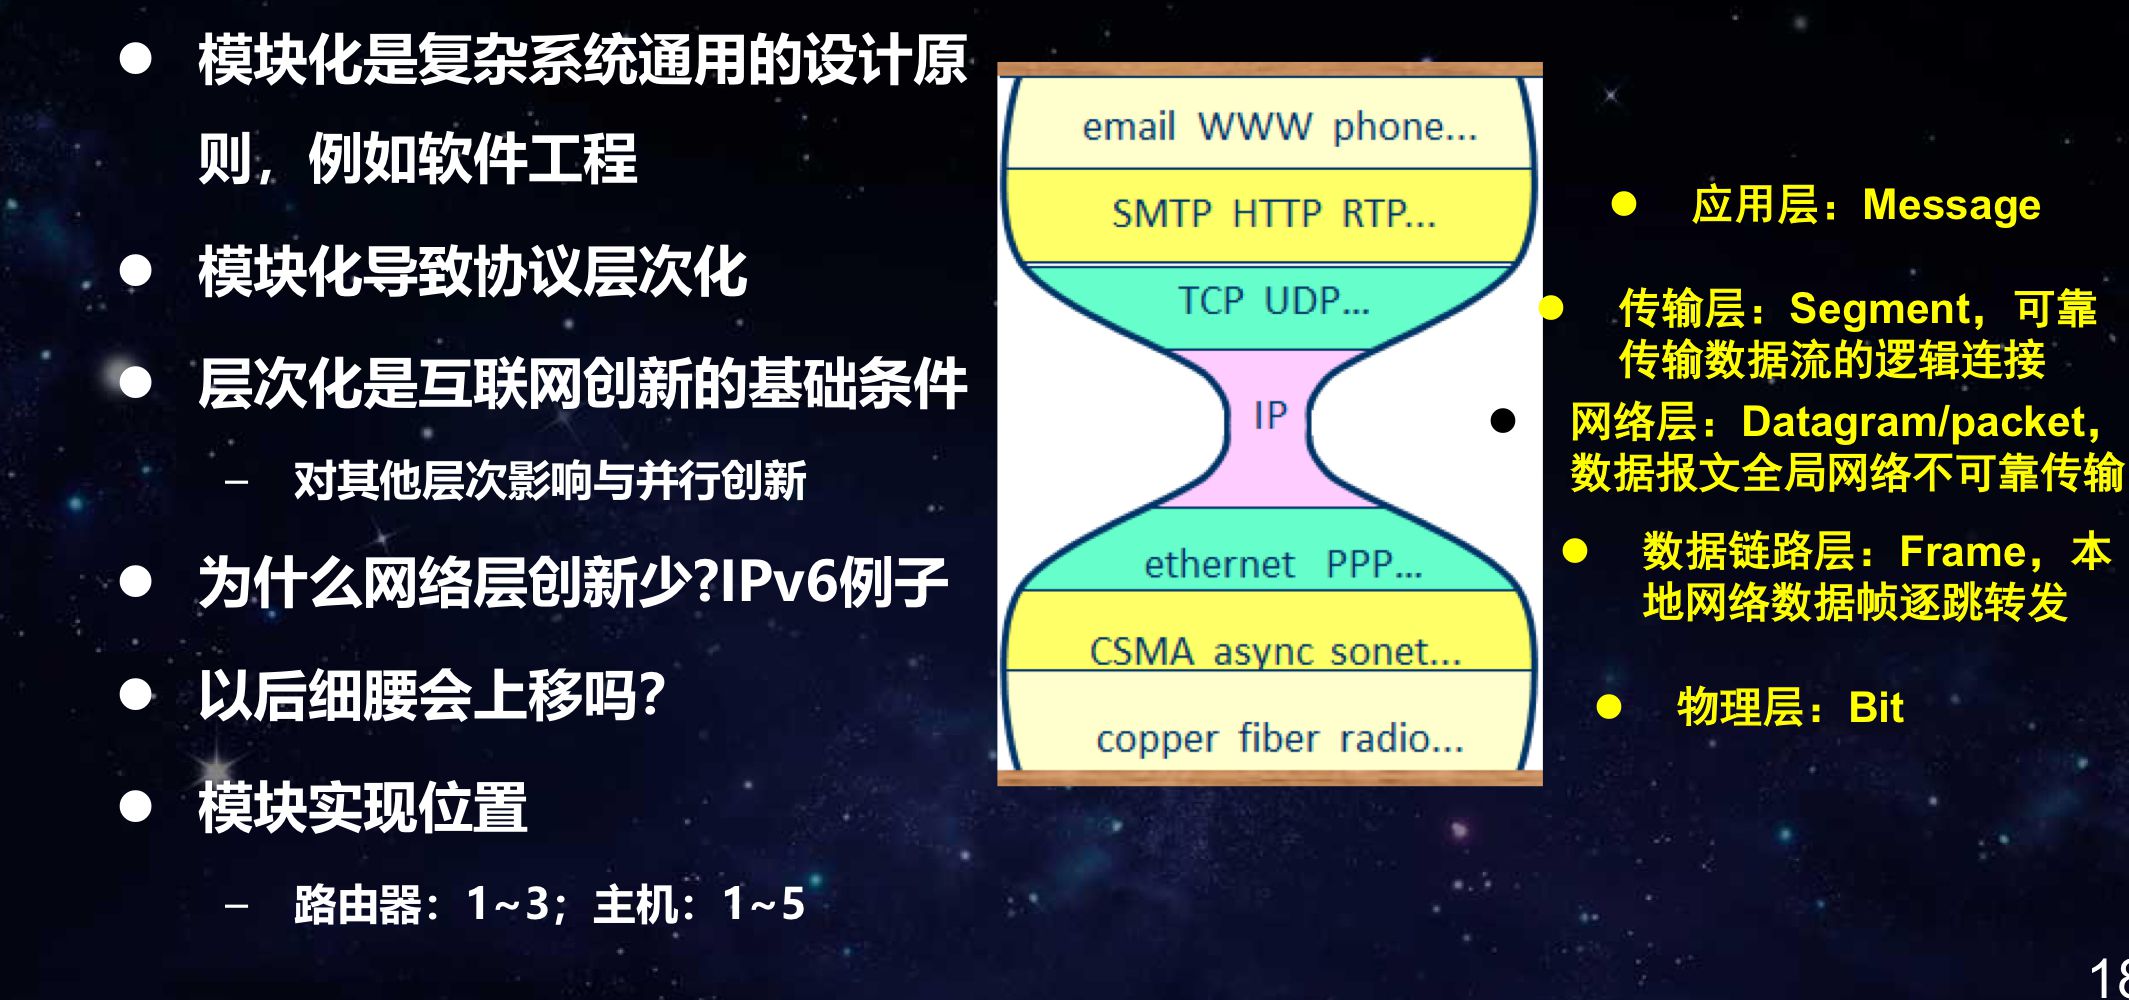 ● 模块化是复杂系统通用的设计原
则，例如软件工程
● 模块化导致协议层次化
● 层次化是互联网创新的基础条件
– 对其他层次影响与并行创新
● 为什么网络层创新少?IPv6例子
● 以后细腰会上移吗?
● 模块实现位置
– 路由器：1~3；主机：1~5
email WWW phone...
SMTP HTTP RTP...
TCP UDP...
IP
ethernet PPP...
CSMA async sonet...
copper fiber radio...
● 应用层：Message
● 传输层：Segment，可靠
传输数据流的逻辑连接
● 网络层：Datagram/packet，
数据报文全局网络不可靠传输
● 数据链路层：Frame，本
地网络数据帧逐跳转发
● 物理层：Bit
18